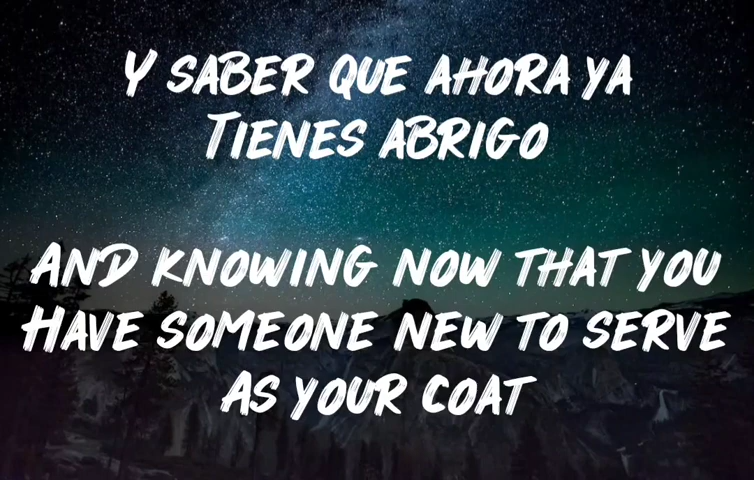 Y SABER QUE AHORA YA
TIENES ABRIGO
AND KNOWING NOW THAT YOU
HAVE SOMEONE NEW TO SERVE
AS YOUR COAT